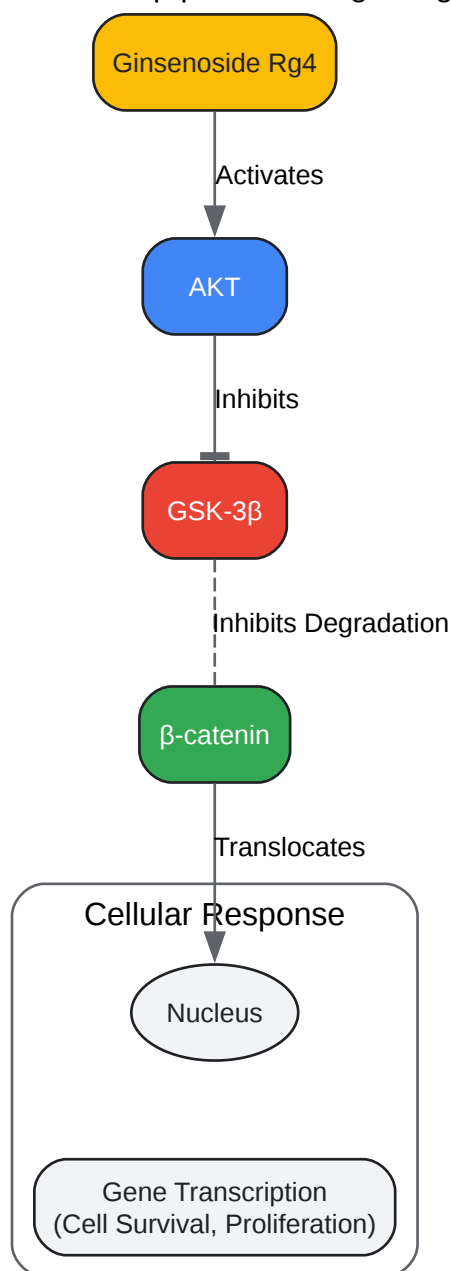 Ginsenoside Rg4
Activates
AKT
Inhibits
GSK-3β
Inhibits Degradation
β-catenin
Translocates
Cellular Response
Nucleus
Gene Transcription
(Cell Survival, Proliferation)